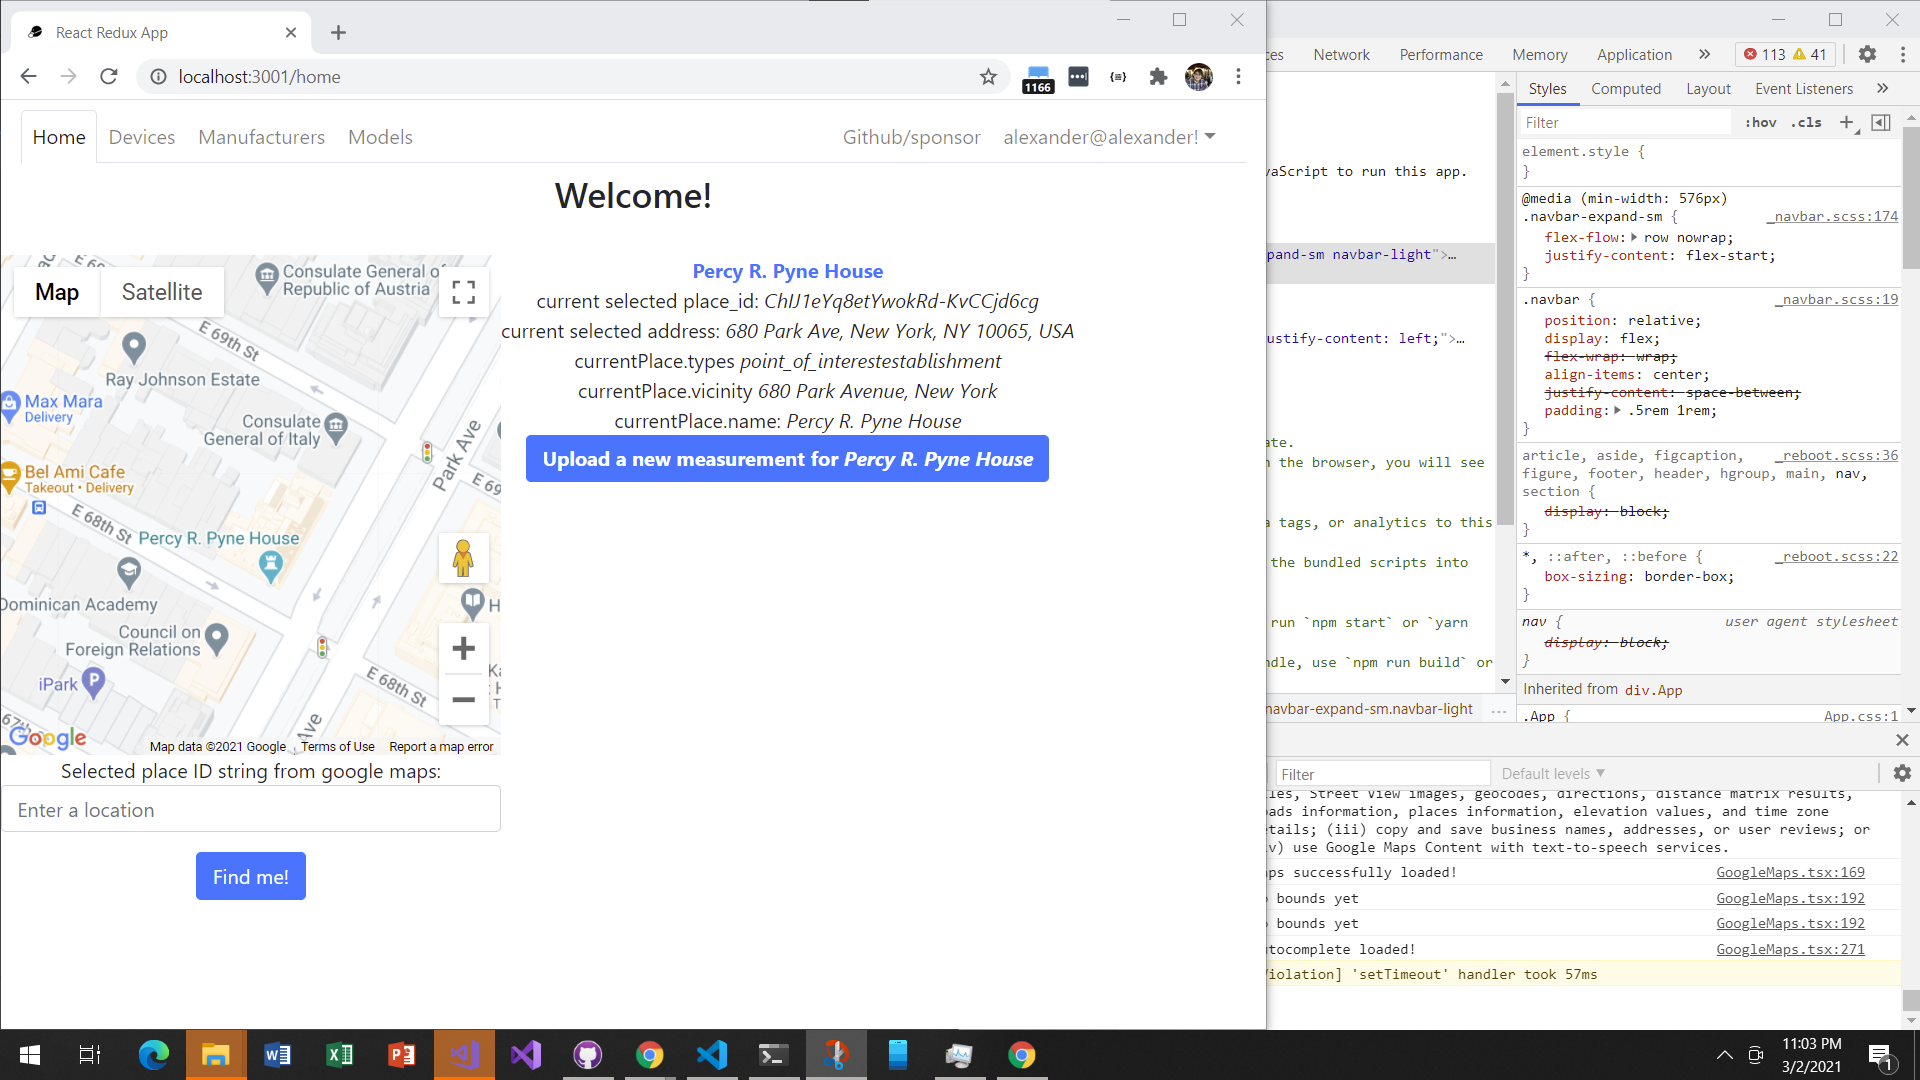 React Redux App
localhost:3001/home
1166
Home
Devices
Manufacturers
Models
Github/sponsor
alexander@alexander!
Welcome!
Map
Satellite
Consulate General of
Republic of Austria
E 69th St
Ray Johnson Estate
Max Mara
Delivery
Consulate
General of Italy
Park Ave
Bel Ami Cafe
Takeout • Delivery
E 69
E 68th St
Percy R. Pyne House
Dominican Academy
H
Council on
Foreign Relations
iPark
E 68th St
67th
Ave
Google
Map data ©2021 Google
Terms of Use
Report a map error
Selected place ID string from google maps:
Enter a location
Find me!
Percy R. Pyne House
current selected place_id: ChIJ1eYq8etYwokRd-KvCCjd6cg
current selected address: 680 Park Ave, New York, NY 10065, USA
currentPlace.types point_of_interestestablishment
currentPlace.vicinity 680 Park Avenue, New York
currentPlace.name: Percy R. Pyne House
Upload a new measurement for Percy R. Pyne House
ces
Network
Performance
Memory
Application
113
41
vaScript to run this app.
pand-sm navbar-light">…
justify-content: left;">…
ate.
n the browser, you will see
a tags, or analytics to this
the bundled scripts into
run `npm start` or `yarn
ndle, use `npm run build` or
navbar-expand-sm.navbar-light
...
Styles
Computed
Layout
Event Listeners
Filter
:hov
.cls
element.style {
}
@media (min-width: 576px)
.navbar-expand-sm {
_navbar.scss:174
flex-flow: row nowrap;
justify-content: flex-start;
}
.navbar {
_navbar.scss:19
position: relative;
display: flex;
flex-wrap: wrap;
align-items: center;
justify-content: space-between;
padding: .5rem 1rem;
}
article, aside, figcaption,
_reboot.scss:36
figure, footer, header, hgroup, main, nav,
section {
display: block;
}
*, ::after, ::before {
_reboot.scss:22
box-sizing: border-box;
}
nav {
user agent stylesheet
display: block;
}
Inherited from div.App
.App {
App.css:1
Filter
Default levels
les, Street View images, geocodes, directions, distance matrix results,
oads information, places information, elevation values, and time zone
etails; (iii) copy and save business names, addresses, or user reviews; or
v) use Google Maps Content with text-to-speech services.
aps successfully loaded!
GoogleMaps.tsx:169
o bounds yet
GoogleMaps.tsx:192
o bounds yet
GoogleMaps.tsx:192
utocomplete loaded!
GoogleMaps.tsx:271
Violation] 'setTimeout' handler took 57ms
11:03 PM
3/2/2021
1